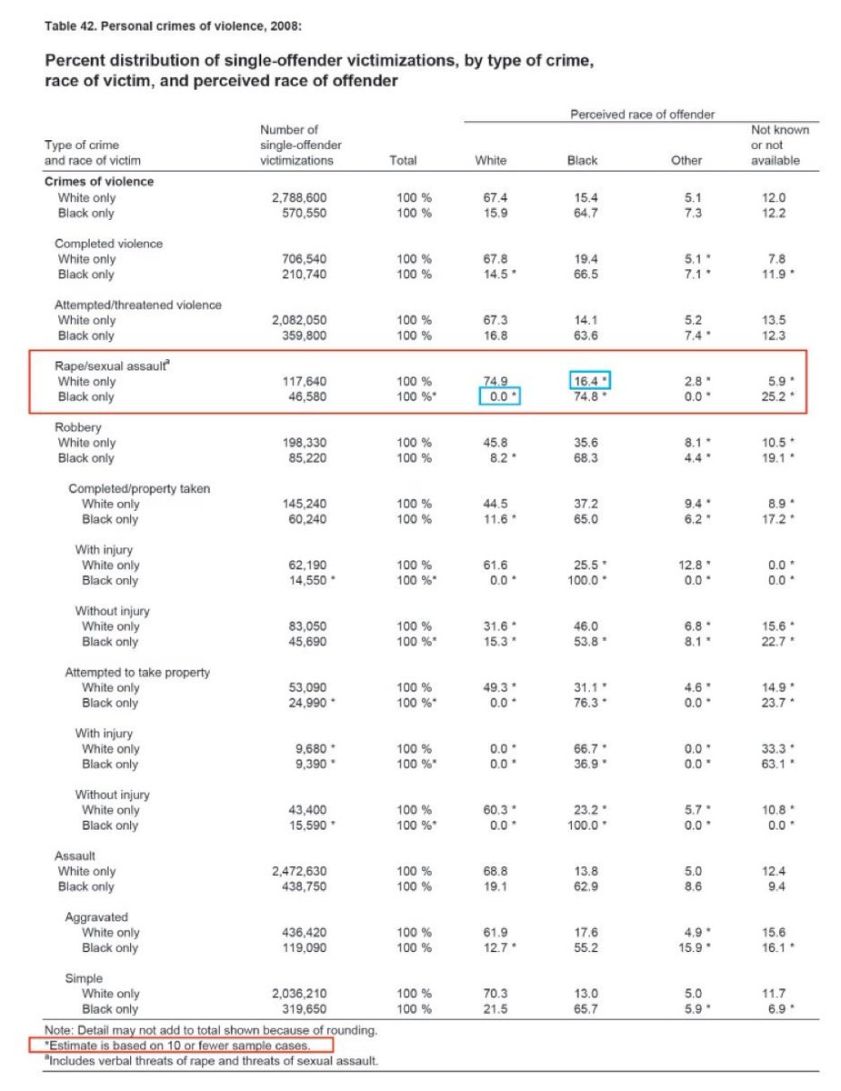 Table 42. Personal crimes of violence, 2008:
Percent distribution of single-offender victimizations, by type of crime,
race of victim, and perceived race of offender
Perceived race of offender
Type of crime and race of victim Number of single-offender victimizations Total White Black Other Not known or not available
Crimes of violence
White only 2,788,600 100 % 67.4 15.4 5.1 12.0
Black only 570,550 100 % 15.9 64.7 7.3 12.2
Completed violence
White only 706,540 100 % 67.8 19.4 5.1 * 7.8
Black only 210,740 100 % 14.5 * 66.5 7.1 * 11.9 *
Attempted/threatened violence
White only 2,082,050 100 % 67.3 14.1 5.2 13.5
Black only 359,800 100 % 16.8 63.6 7.4 * 12.3
Rape/sexual assaultª
White only 117,640 100 % 74.9 16.4 * 2.8 * 5.9 *
Black only 46,580 100 %* 0.0 * 74.8 * 0.0 * 25.2 *
Robbery
White only 198,330 100 % 45.8 35.6 8.1 * 10.5 *
Black only 85,220 100 % 8.2 * 68.3 4.4 * 19.1 *
Completed/property taken
White only 145,240 100 % 44.5 37.2 9.4 * 8.9 *
Black only 60,240 100 % 11.6 * 65.0 6.2 * 17.2 *
With injury
White only 62,190 100 % 61.6 25.5 * 12.8 * 0.0 *
Black only 14,550 * 100 %* 0.0 * 100.0 * 0.0 * 0.0 *
Without injury
White only 83,050 100 % 31.6 * 46.0 6.8 * 15.6 *
Black only 45,690 100 %* 15.3 * 53.8 * 8.1 * 22.7 *
Attempted to take property
White only 53,090 100 % 49.3 * 31.1 * 4.6 * 14.9 *
Black only 24,990 * 100 %* 0.0 * 76.3 * 0.0 * 23.7 *
With injury
White only 9,680 * 100 % 0.0 * 66.7 * 0.0 * 33.3 *
Black only 9,390 * 100 %* 0.0 * 36.9 * 0.0 * 63.1 *
Without injury
White only 43,400 100 % 60.3 * 23.2 * 5.7 * 10.8 *
Black only 15,590 * 100 %* 0.0 * 100.0 * 0.0 * 0.0 *
Assault
White only 2,472,630 100 % 68.8 13.8 5.0 12.4
Black only 438,750 100 % 19.1 62.9 8.6 9.4
Aggravated
White only 436,420 100 % 61.9 17.6 4.9 * 15.6
Black only 119,090 100 % 12.7 * 55.2 15.9 * 16.1 *
Simple
White only 2,036,210 100 % 70.3 13.0 5.0 11.7
Black only 319,650 100 % 21.5 65.7 5.9 * 6.9 *
Note: Detail may not add to total shown because of rounding.
*Estimate is based on 10 or fewer sample cases.
ªIncludes verbal threats of rape and threats of sexual assault.